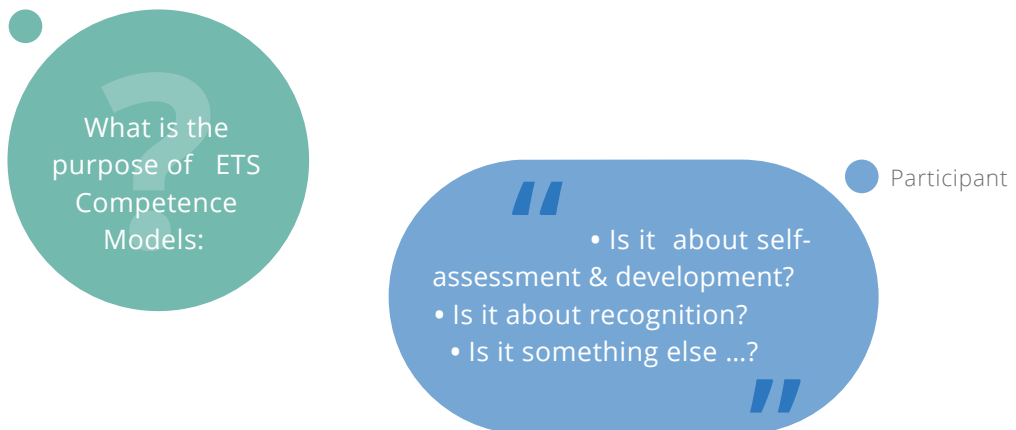 ?
What is the
purpose of ETS
Competence
Models:
Participant
"
• Is it about self-
assessment & development?
• Is it about recognition?
• Is it something else ...?
"